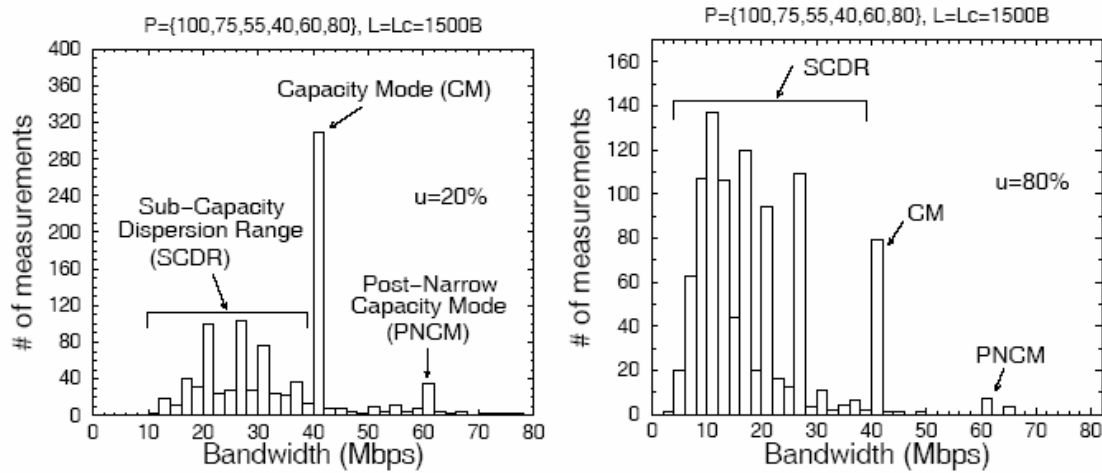 P={100,75,55,40,60,80}, L=Lc=1500B
400
360
320
280
240
200
160
120
80
40
0
# of measurements
Capacity Mode (CM)
u=20%
Sub-Capacity
Dispersion Range
(SCDR)
Post-Narrow
Capacity Mode
(PNCM)
0 10 20 30 40 50 60 70 80
Bandwidth (Mbps)
P={100,75,55,40,60,80}, L=Lc=1500B
160
140
120
100
80
60
40
20
0
# of measurements
SCDR
u=80%
CM
PNCM
0 10 20 30 40 50 60 70 80
Bandwidth (Mbps)